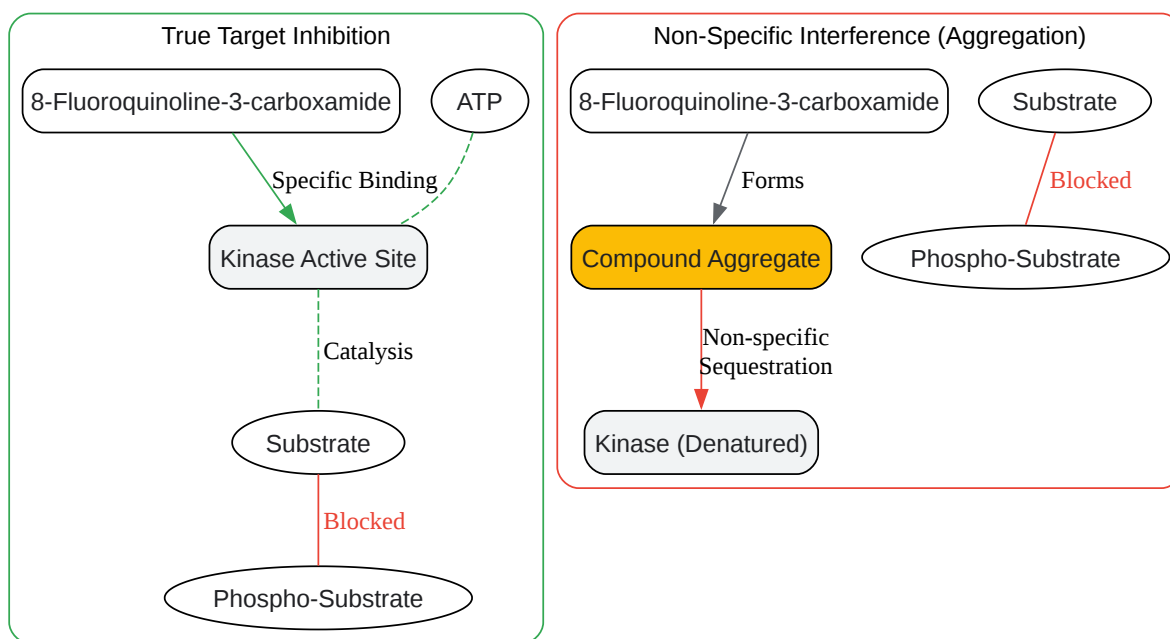 True Target Inhibition
8-Fluoroquinoline-3-carboxamide
ATP
Specific Binding
Kinase Active Site
Catalysis
Substrate
Blocked
Phospho-Substrate
Non-Specific Interference (Aggregation)
8-Fluoroquinoline-3-carboxamide
Substrate
Forms
Blocked
Compound Aggregate
Phospho-Substrate
Non-specific
Sequestration
Kinase (Denatured)